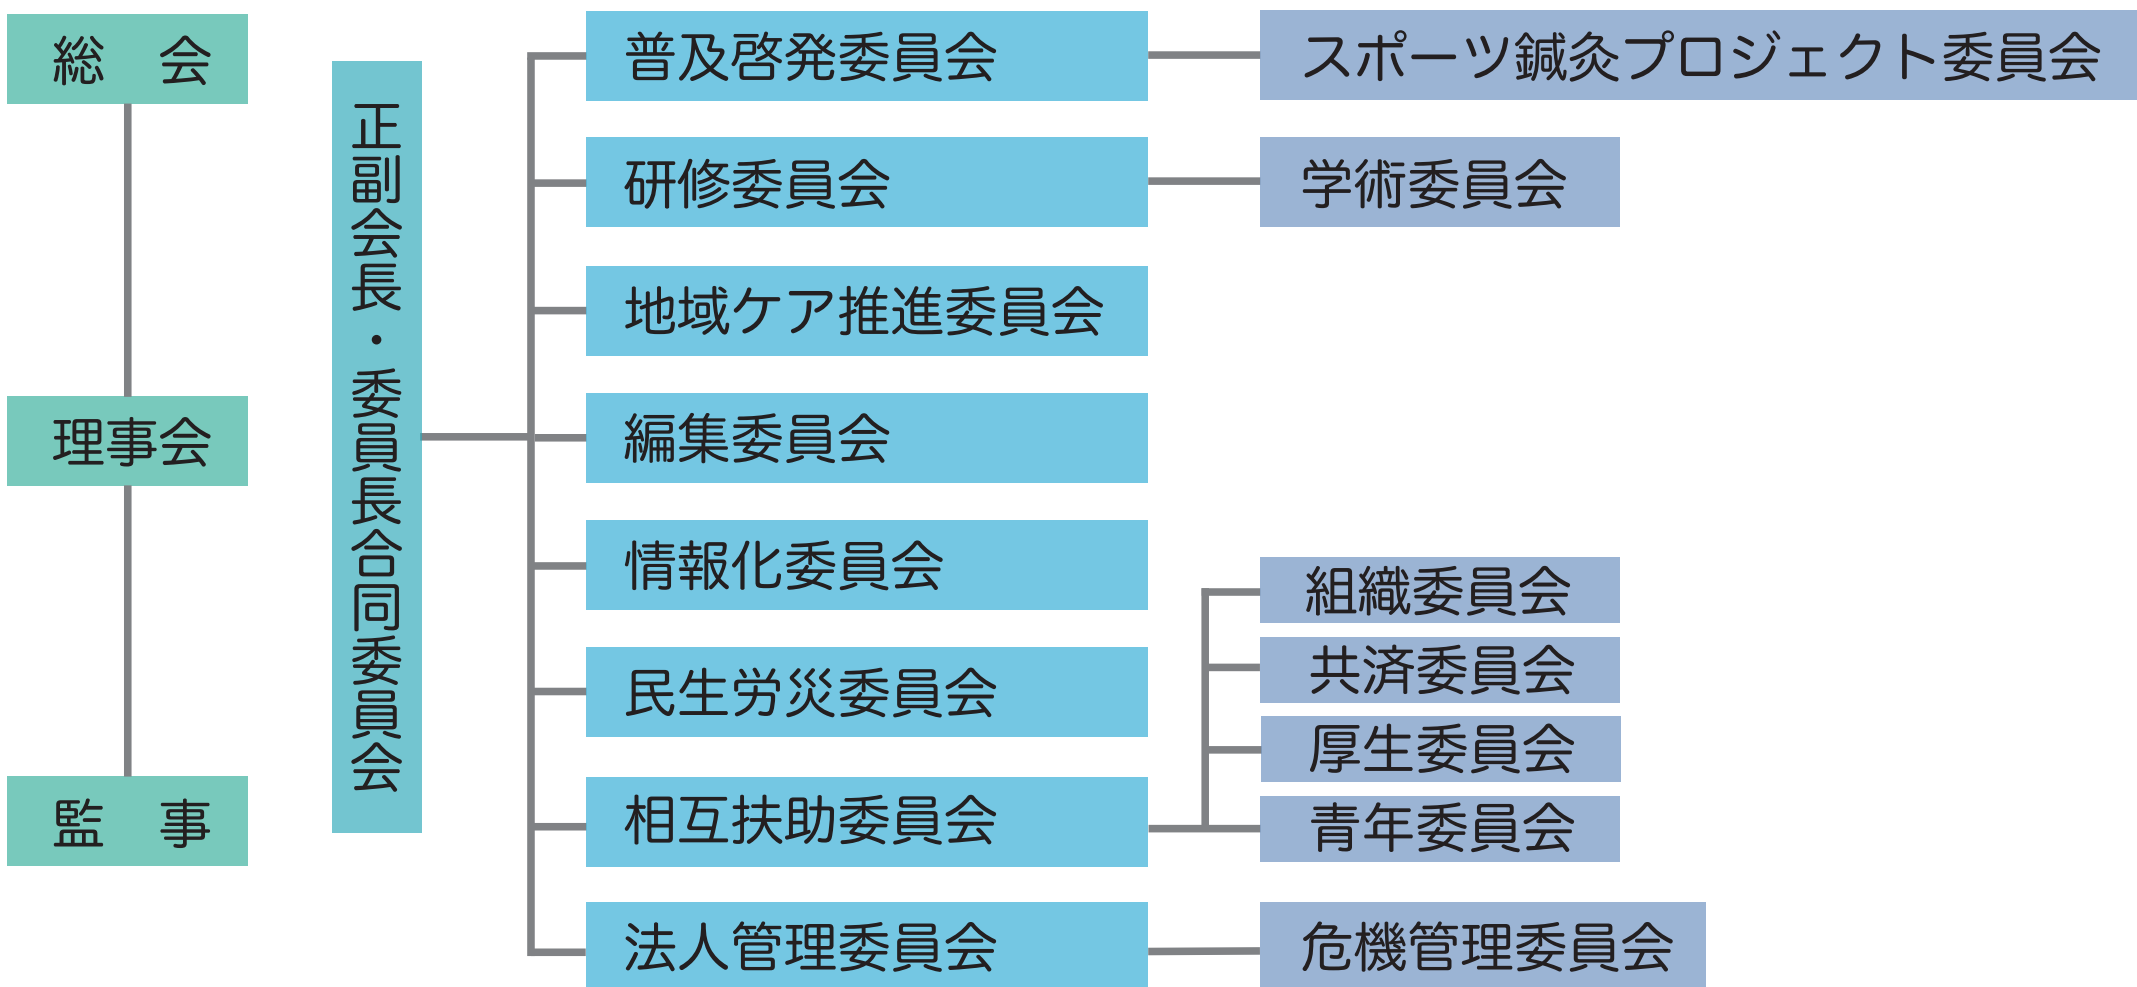 総　会
理事会
監　事
正副会長・委員長合同委員会
普及啓発委員会
スポーツ鍼灸プロジェクト委員会
研修委員会
学術委員会
地域ケア推進委員会
編集委員会
情報化委員会
民生労災委員会
相互扶助委員会
組織委員会
共済委員会
厚生委員会
青年委員会
法人管理委員会
危機管理委員会